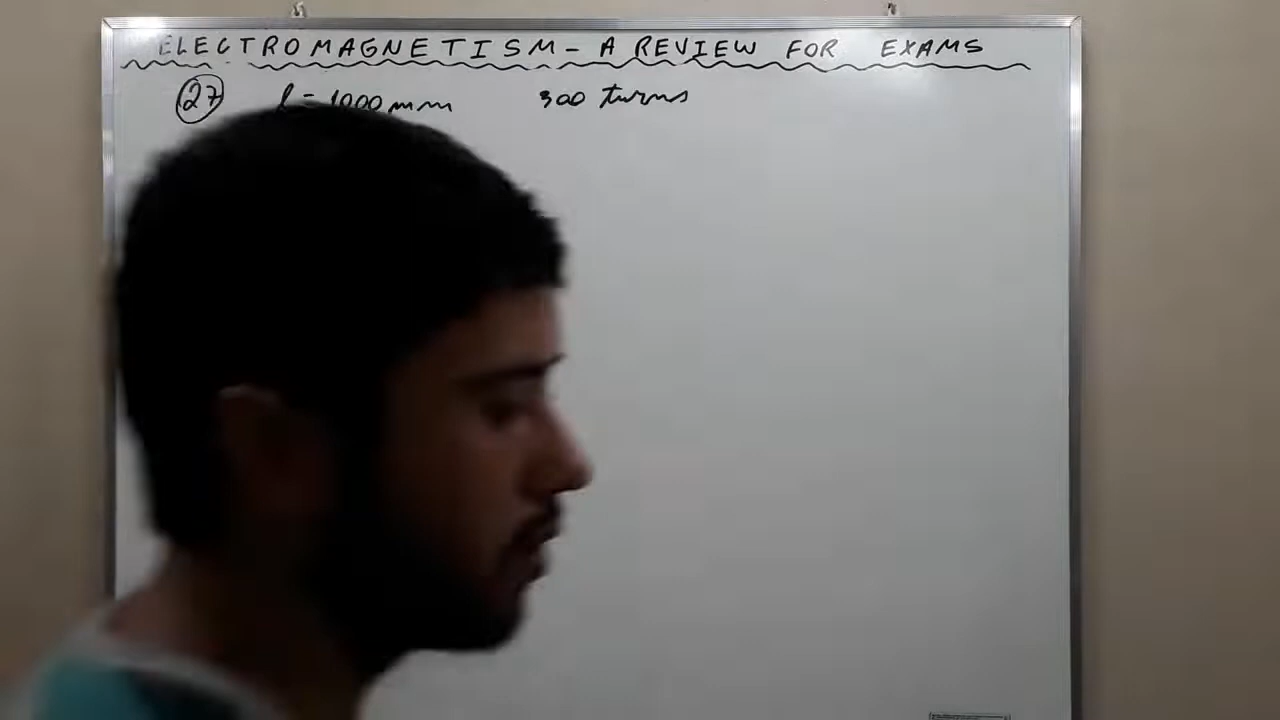 ELECTROMAGNETISM - A REVIEW FOR EXAMS
27 l = 1000 mm 300 turns